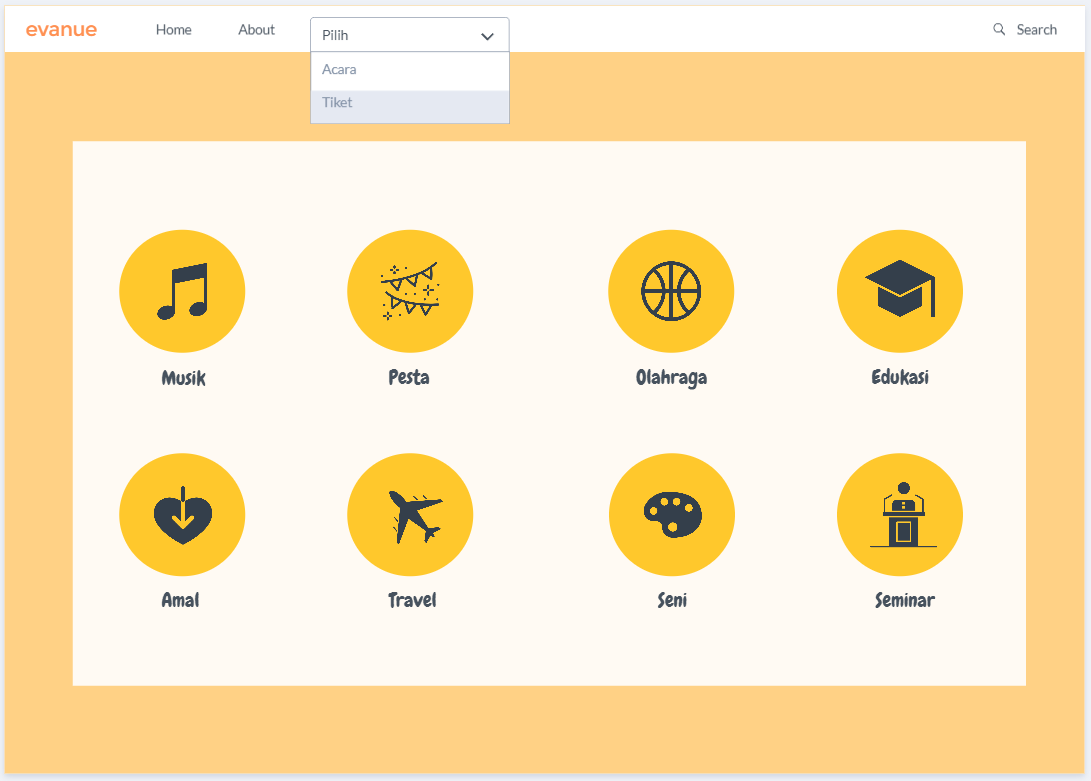 evanue
Home
About
Pilih
Search
Acara
Tiket
Musik
Pesta
Olahraga
Edukasi
Amal
Travel
Seni
Seminar